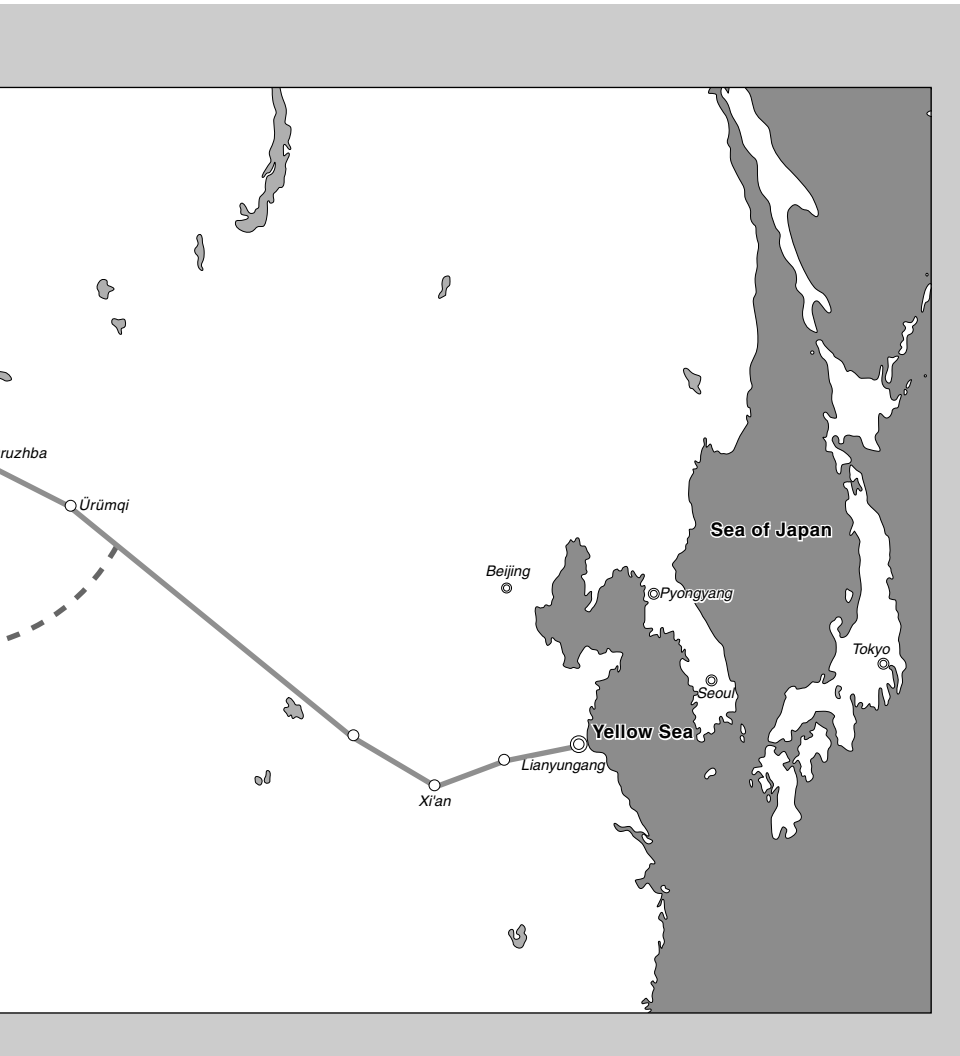 ruzhba
Ürümqi
Sea of Japan
Beijing
Pyongyang
Tokyo
Seoul
Yellow Sea
Lianyungang
Xi'an